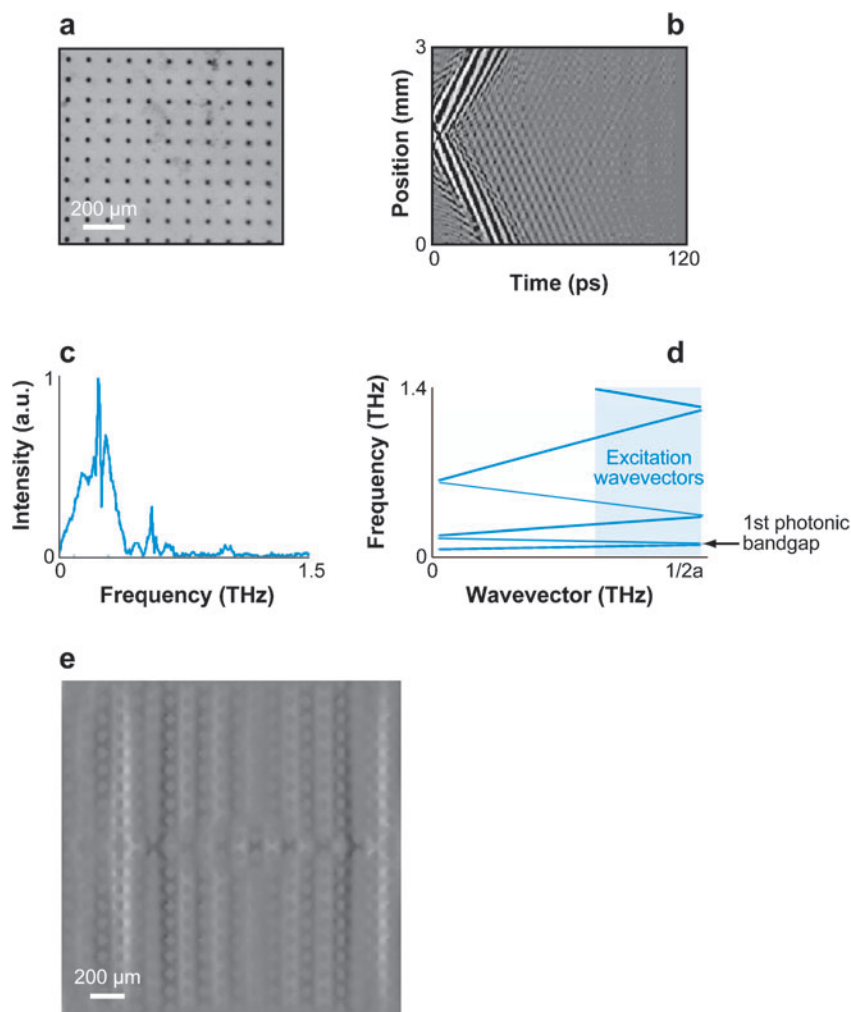 a
200 μm
b
3
Position (mm)
0
0
120
Time (ps)
c
1
Intensity (a.u.)
0
0
1.5
Frequency (THz)
d
1.4
Frequency (THz)
0
Excitation
wavevectors
1st photonic
bandgap
0
1/2a
Wavevector (THz)
e
200 μm